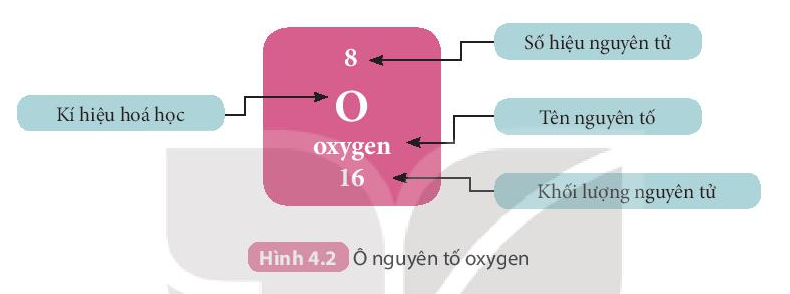 8
Số hiệu nguyên tử
Kí hiệu hoá học
O
Tên nguyên tố
oxygen
16
Khối lượng nguyên tử
Hình 4.2 Ô nguyên tố oxygen